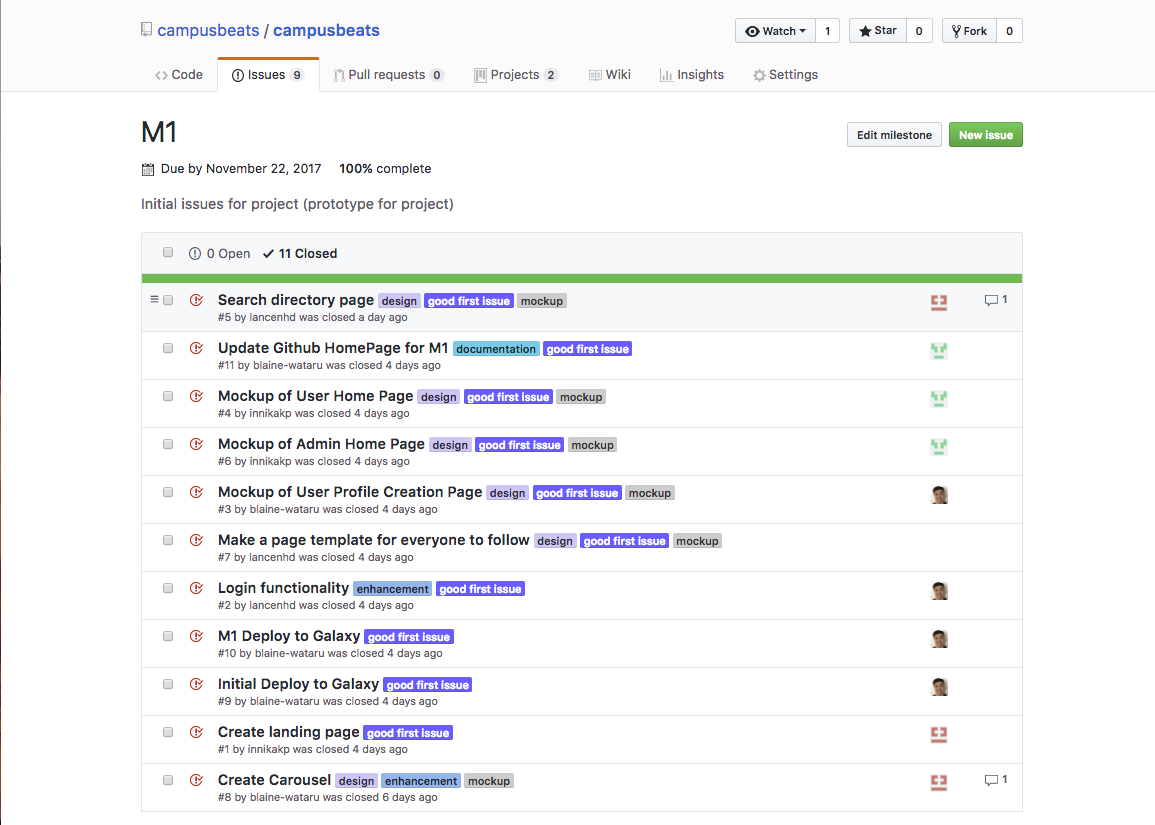 campusbeats / campusbeats
Watch 1 Star 0 Fork 0
Code Issues 9 Pull requests 0 Projects 2 Wiki Insights Settings
M1
Edit milestone New issue
Due by November 22, 2017 100% complete
Initial issues for project (prototype for project)
0 Open 11 Closed
Search directory page design good first issue mockup 1
#5 by lancenhd was closed a day ago
Update Github HomePage for M1 documentation good first issue
#11 by blaine-wataru was closed 4 days ago
Mockup of User Home Page design good first issue mockup
#4 by innikakp was closed 4 days ago
Mockup of Admin Home Page design good first issue mockup
#6 by innikakp was closed 4 days ago
Mockup of User Profile Creation Page design good first issue mockup
#3 by blaine-wataru was closed 4 days ago
Make a page template for everyone to follow design good first issue mockup
#7 by lancenhd was closed 4 days ago
Login functionality enhancement good first issue
#2 by lancenhd was closed 4 days ago
M1 Deploy to Galaxy good first issue
#10 by blaine-wataru was closed 4 days ago
Initial Deploy to Galaxy good first issue
#9 by blaine-wataru was closed 4 days ago
Create landing page good first issue
#1 by innikakp was closed 4 days ago
Create Carousel design enhancement mockup 1
#8 by blaine-wataru was closed 6 days ago